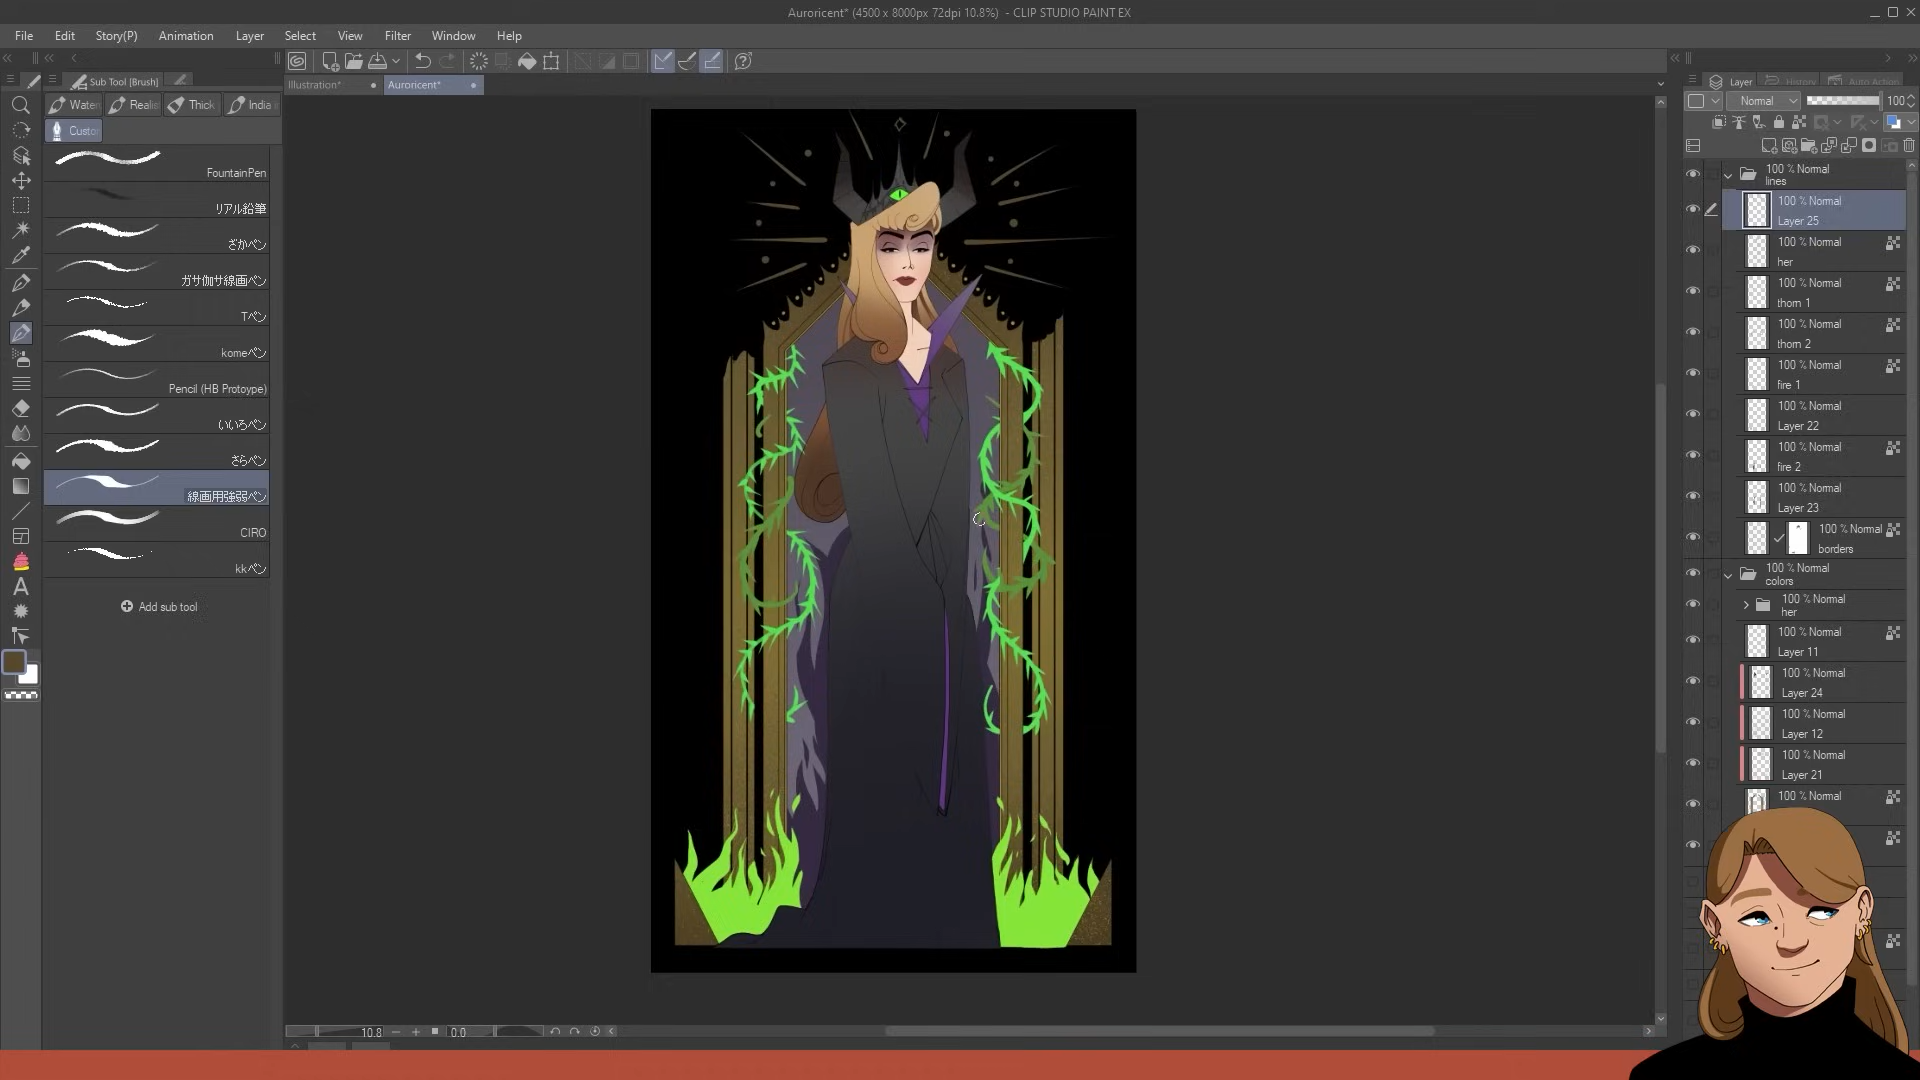 Auroricent* (4500 x 8000px 72dpi 10.8%) - CLIP STUDIO PAINT EX
File Edit Story(P) Animation Layer Select View Filter Window Help
Sub Tool [Brush]
Illustration* Auroricent*
Layer History Auto Action
Normal 100
Thick India
FountainPen
リアル鉛筆
ざかペン
ガサ伽サ線画ペン
Tペン
komeペン
Pencil (HB Protoype)
いいろペン
さらペン
線画用強弱ペン
CIRO
kkペン
Add sub tool
10.8 0.0
100 % Normal
lines
100 % Normal
Layer 25
100 % Normal
her
100 % Normal
thorn 1
100 % Normal
thorn 2
100 % Normal
fire 1
100 % Normal
Layer 22
100 % Normal
fire 2
100 % Normal
Layer 23
100 % Normal
borders
100 % Normal
colors
100 % Normal
her
100 % Normal
Layer 11
100 % Normal
Layer 24
100 % Normal
Layer 12
100 % Normal
Layer 21
100 % Normal